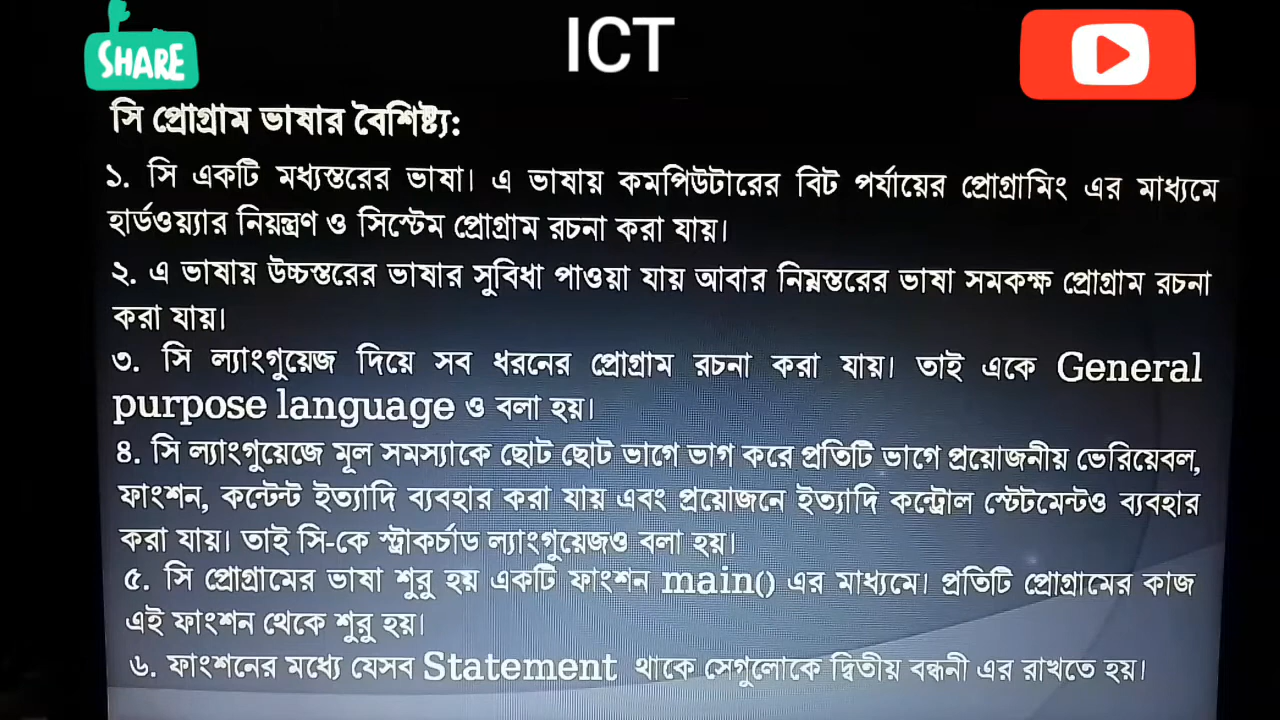 SHARE
ICT
সি প্রোগ্রাম ভাষার বৈশিষ্ট্য:
১. সি একটি মধ্যস্তরের ভাষা। এ ভাষায় কমপিউটারের বিট পর্যায়ের প্রোগ্রামিং এর মাধ্যমে
হার্ডওয়্যার নিয়ন্ত্রণ ও সিস্টেম প্রোগ্রাম রচনা করা যায়।
২. এ ভাষায় উচ্চস্তরের ভাষার সুবিধা পাওয়া যায় আবার নিম্নস্তরের ভাষা সমকক্ষ প্রোগ্রাম রচনা
করা যায়।
৩. সি ল্যাংগুয়েজ দিয়ে সব ধরনের প্রোগ্রাম রচনা করা যায়। তাই একে General
purpose language ও বলা হয়।
৪. সি ল্যাংগুয়েজে মূল সমস্যাকে ছোট ছোট ভাগে ভাগ করে প্রতিটি ভাগে প্রয়োজনীয় ভেরিয়েবল,
ফাংশন, কন্টেন্ট ইত্যাদি ব্যবহার করা যায় এবং প্রয়োজনে ইত্যাদি কন্ট্রোল স্টেটমেন্টও ব্যবহার
করা যায়। তাই সি-কে স্ট্রাকর্চাড ল্যাংগুয়েজও বলা হয়।
৫. সি প্রোগ্রামের ভাষা শুরু হয় একটি ফাংশন main() এর মাধ্যমে। প্রতিটি প্রোগ্রামের কাজ
এই ফাংশন থেকে শুরু হয়।
৬. ফাংশনের মধ্যে যেসব Statement থাকে সেগুলোকে দ্বিতীয় বন্ধনী এর রাখতে হয়।